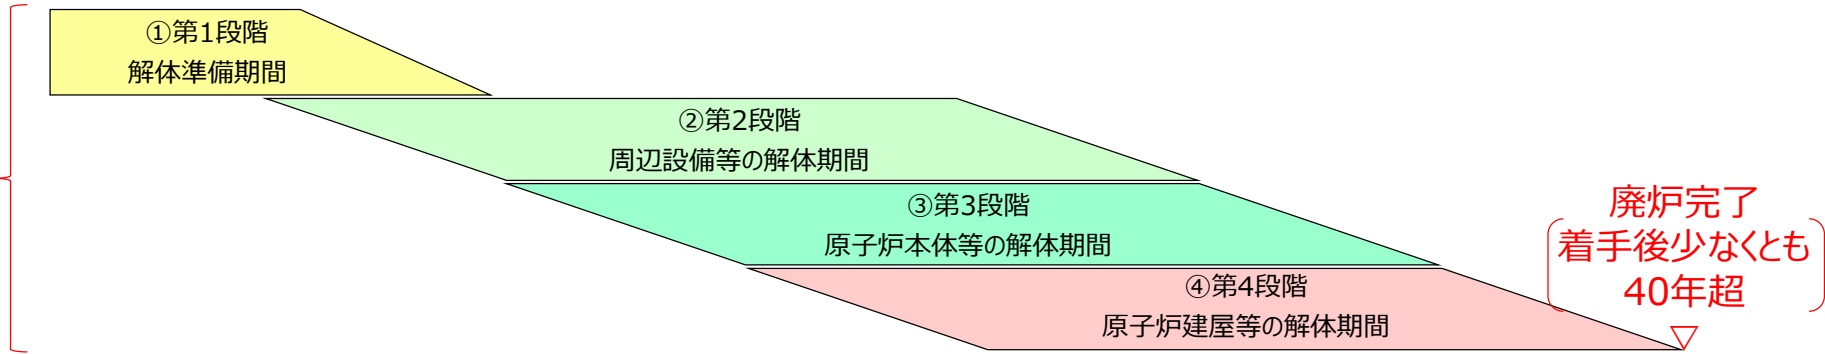 ①第1段階
解体準備期間
②第2段階
周辺設備等の解体期間
③第3段階
原子炉本体等の解体期間
④第4段階
原子炉建屋等の解体期間
廃炉完了
着手後少なくとも
40年超